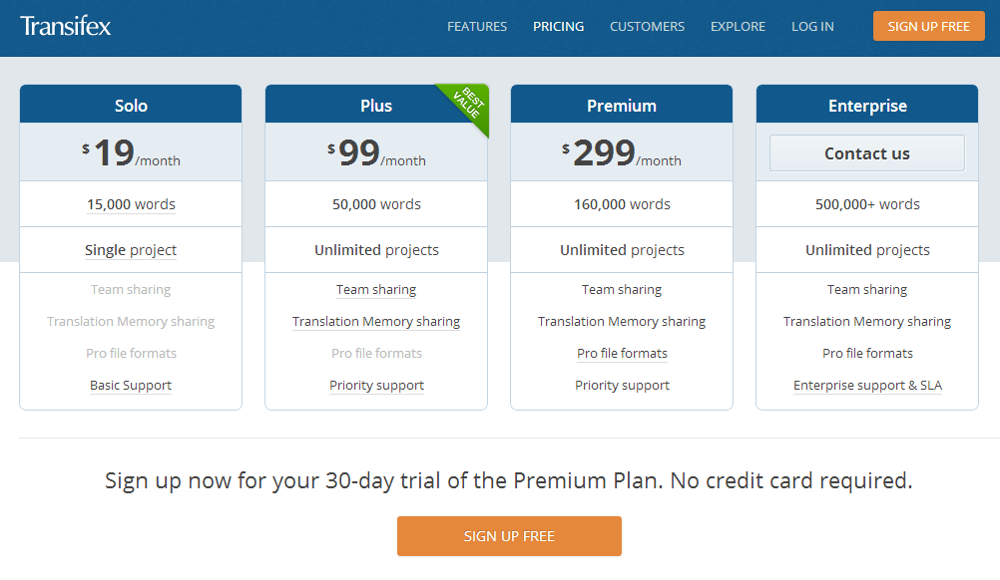 Transifex
FEATURES PRICING CUSTOMERS EXPLORE LOG IN SIGN UP FREE
Solo
$19/month
15,000 words
Single project
Team sharing
Translation Memory sharing
Pro file formats
Basic Support
Plus
BEST
VALUE
$99/month
50,000 words
Unlimited projects
Team sharing
Translation Memory sharing
Pro file formats
Priority support
Premium
$299/month
160,000 words
Unlimited projects
Team sharing
Translation Memory sharing
Pro file formats
Priority support
Enterprise
Contact us
500,000+ words
Unlimited projects
Team sharing
Translation Memory sharing
Pro file formats
Enterprise support & SLA
Sign up now for your 30-day trial of the Premium Plan. No credit card required.
SIGN UP FREE